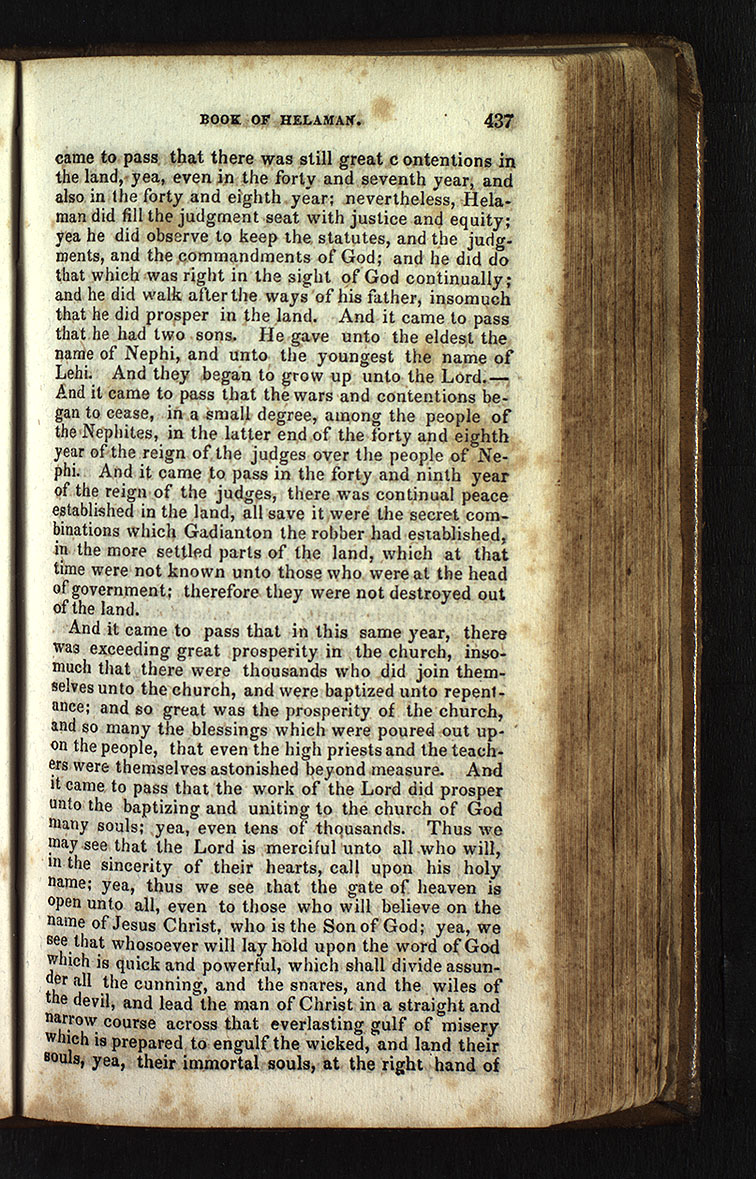 BOOK OF HELAMAN. 437
came to pass that there was still great c ontentions in
the land, yea, even in the forty and seventh year, and
also in the forty and eighth year; nevertheless, Hela-
man did fill the judgment seat with justice and equity;
yea he did observe to keep the statutes, and the judg-
ments, and the commandments of God; and he did do
that which was right in the sight of God continually;
and he did walk after the ways of his father, insomuch
that he did prosper in the land. And it came to pass
that he had two sons. He gave unto the eldest the
name of Nephi, and unto the youngest the name of
Lehi. And they began to grow up unto the Lord.—
And it came to pass that the wars and contentions be-
gan to cease, in a small degree, among the people of
the Nephites, in the latter end of the forty and eighth
year of the reign of the judges over the people of Ne-
phi. And it came to pass in the forty and ninth year
of the reign of the judges, there was continual peace
established in the land, all save it were the secret com-
binations which Gadianton the robber had established,
in the more settled parts of the land, which at that
time were not known unto those who were at the head
of government; therefore they were not destroyed out
of the land.
And it came to pass that in this same year, there
was exceeding great prosperity in the church, inso-
much that there were thousands who did join them-
selves unto the church, and were baptized unto repent-
ance; and so great was the prosperity of the church,
and so many the blessings which were poured out up-
on the people, that even the high priests and the teach-
ers were themselves astonished beyond measure. And
it came to pass that the work of the Lord did prosper
unto the baptizing and uniting to the church of God
many souls; yea, even tens of thousands. Thus we
may see that the Lord is merciful unto all who will,
in the sincerity of their hearts, call upon his holy
name; yea, thus we see that the gate of heaven is
open unto all, even to those who will believe on the
name of Jesus Christ, who is the Son of God; yea, we
see that whosoever will lay hold upon the word of God
which is quick and powerful, which shall divide assun-
der all the cunning, and the snares, and the wiles of
the devil, and lead the man of Christ in a straight and
narrow course across that everlasting gulf of misery
which is prepared to engulf the wicked, and land their
souls, yea, their immortal souls, at the right hand of